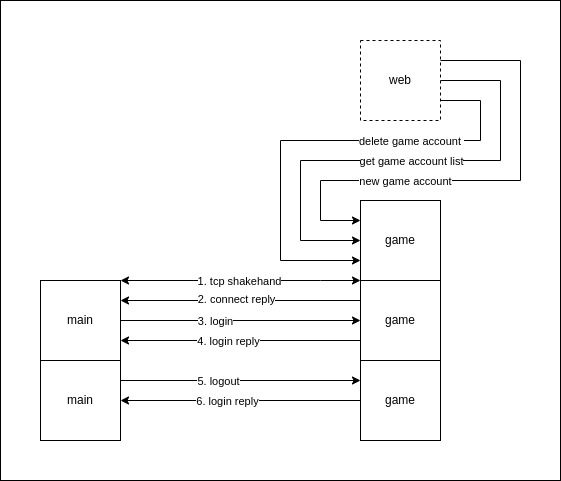 web
delete game account
get game account list
new game account
game
1. tcp shakehand
2. connect reply
main
3. login
game
4. login reply
5. logout
main
6. login reply
game